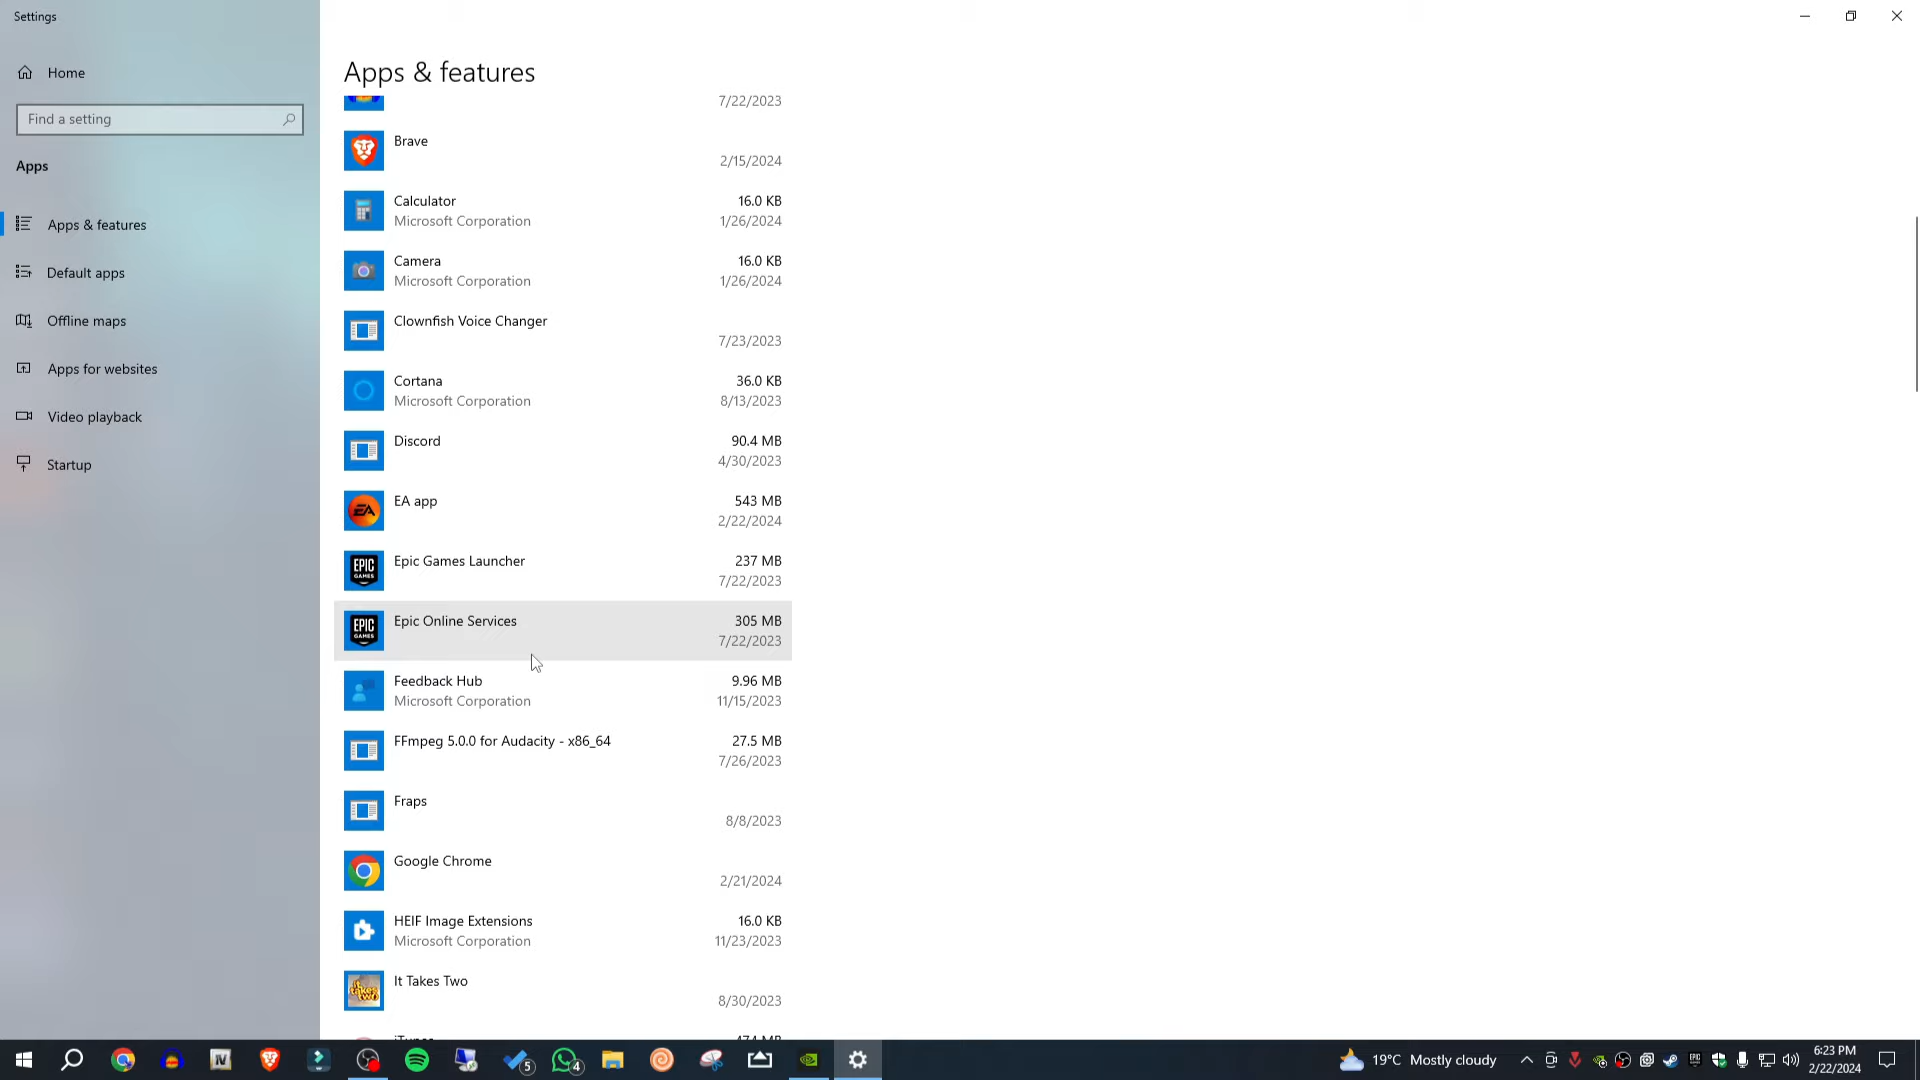 Settings
Home
Find a setting
Apps
Apps & features
Default apps
Offline maps
Apps for websites
Video playback
Startup
Apps & features
7/22/2023
Brave
2/15/2024
Calculator 16.0 KB
Microsoft Corporation 1/26/2024
Camera 16.0 KB
Microsoft Corporation 1/26/2024
Clownfish Voice Changer
7/23/2023
Cortana 36.0 KB
Microsoft Corporation 8/13/2023
Discord 90.4 MB
4/30/2023
EA app 543 MB
2/22/2024
Epic Games Launcher 237 MB
7/22/2023
Epic Online Services 305 MB
7/22/2023
Feedback Hub 9.96 MB
Microsoft Corporation 11/15/2023
FFmpeg 5.0.0 for Audacity - x86_64 27.5 MB
7/26/2023
Fraps
8/8/2023
Google Chrome
2/21/2024
HEIF Image Extensions 16.0 KB
Microsoft Corporation 11/23/2023
It Takes Two
8/30/2023
iTunes 474 MB
19°C Mostly cloudy
6:23 PM
2/22/2024